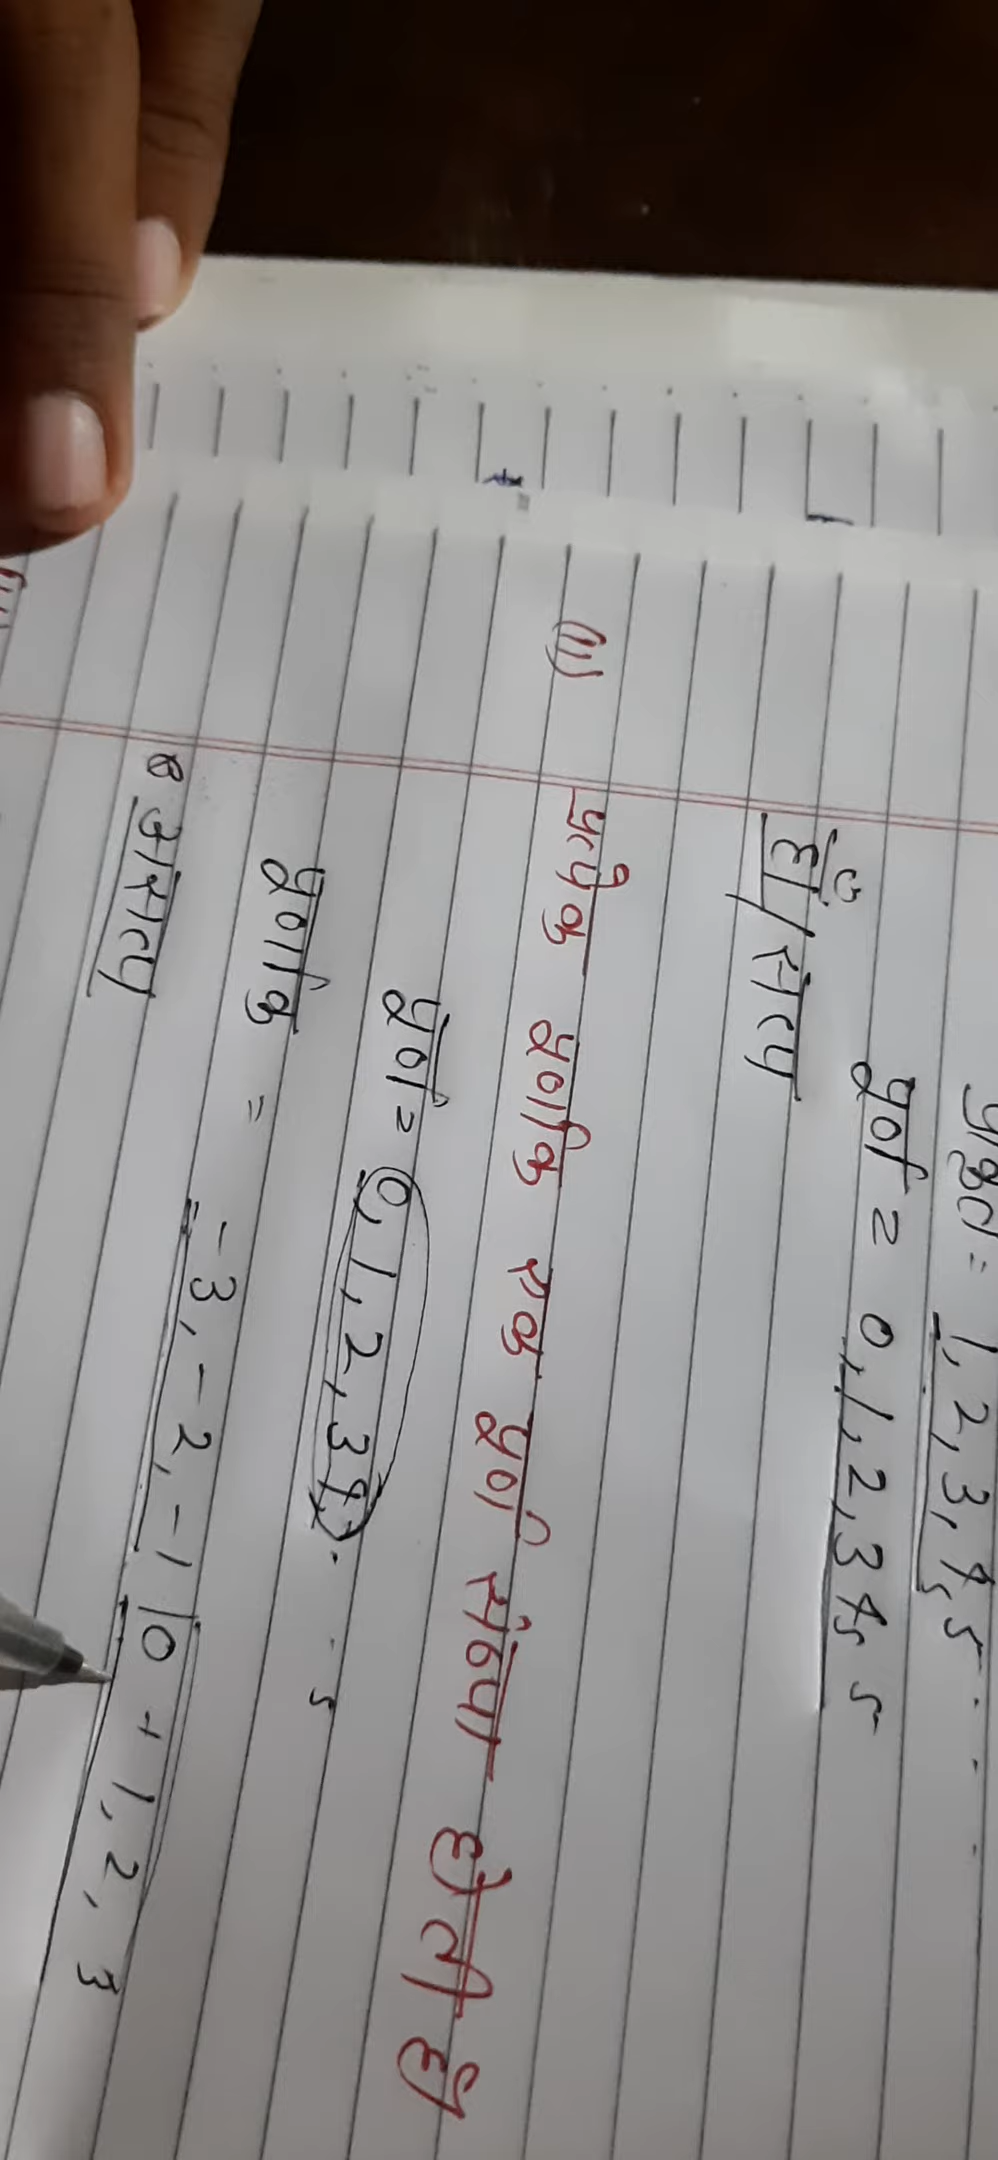 = 1, 2, 3, 4, 5 . . . .
पूर्ण = 0, 1, 2, 3 4, 5
हाँ/सत्य
(ii) प्रत्येक पूर्णांक एक पूर्ण संख्या होती है
पूर्ण = 0, 1, 2, 3 4, . . . 5
पूर्णांक = -3, -2, -1 0 + 1, 2, 3
असत्य